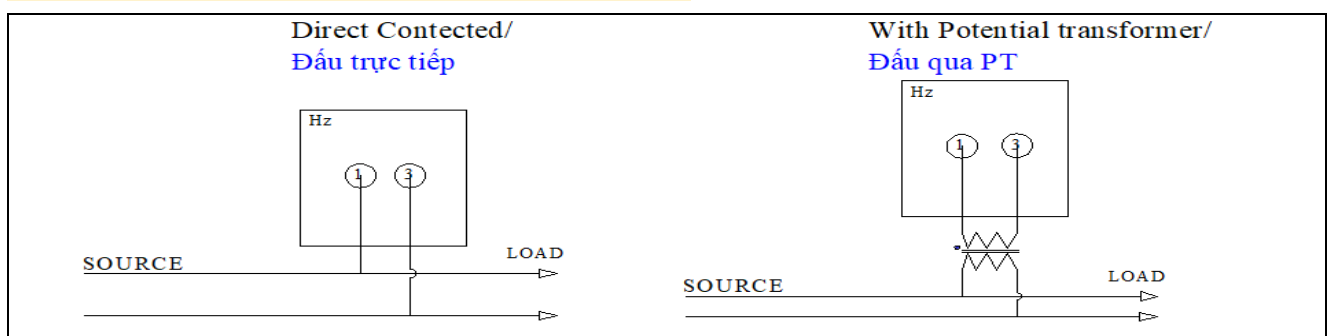 Direct Contected/
Đấu trực tiếp
Hz
1 3
SOURCE
LOAD
With Potential transformer/
Đấu qua PT
Hz
1 3
SOURCE
LOAD